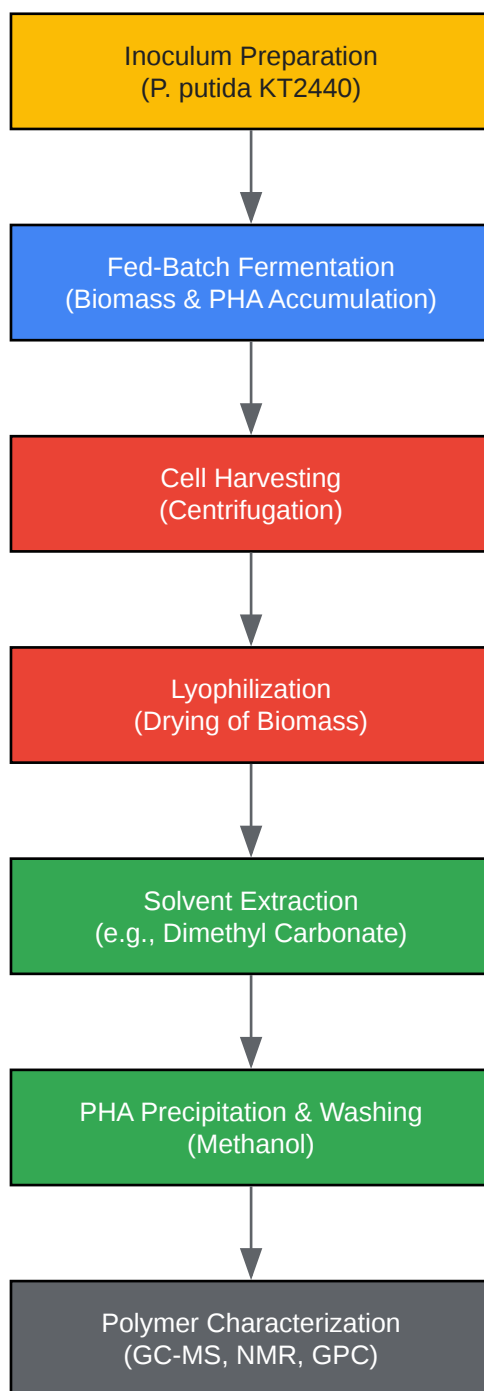 Inoculum Preparation
(P. putida KT2440)
Fed-Batch Fermentation
(Biomass & PHA Accumulation)
Cell Harvesting
(Centrifugation)
Lyophilization
(Drying of Biomass)
Solvent Extraction
(e.g., Dimethyl Carbonate)
PHA Precipitation & Washing
(Methanol)
Polymer Characterization
(GC-MS, NMR, GPC)